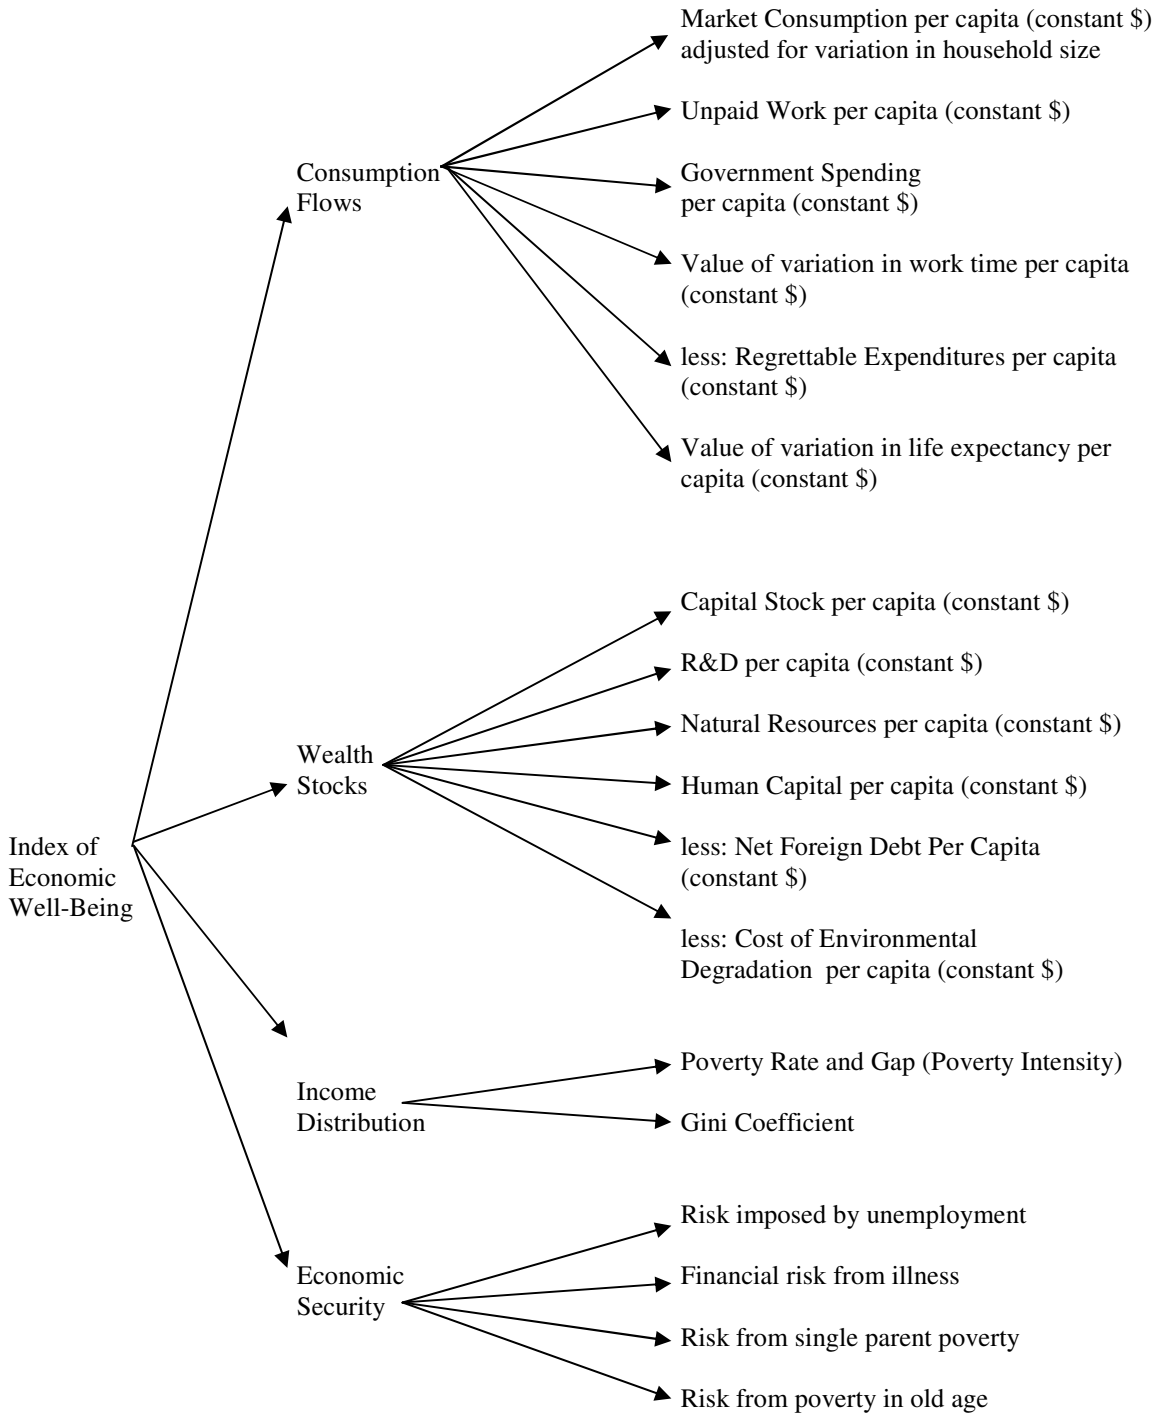 Market Consumption per capita (constant $)
adjusted for variation in household size
Unpaid Work per capita (constant $)
Consumption
Flows
Government Spending
per capita (constant $)
Value of variation in work time per capita
(constant $)
less: Regrettable Expenditures per capita
(constant $)
Value of variation in life expectancy per
capita (constant $)
Capital Stock per capita (constant $)
R&D per capita (constant $)
Natural Resources per capita (constant $)
Wealth
Stocks
Human Capital per capita (constant $)
Index of
Economic
Well-Being
less: Net Foreign Debt Per Capita
(constant $)
less: Cost of Environmental
Degradation  per capita (constant $)
Poverty Rate and Gap (Poverty Intensity)
Income
Distribution
Gini Coefficient
Risk imposed by unemployment
Economic
Security
Financial risk from illness
Risk from single parent poverty
Risk from poverty in old age